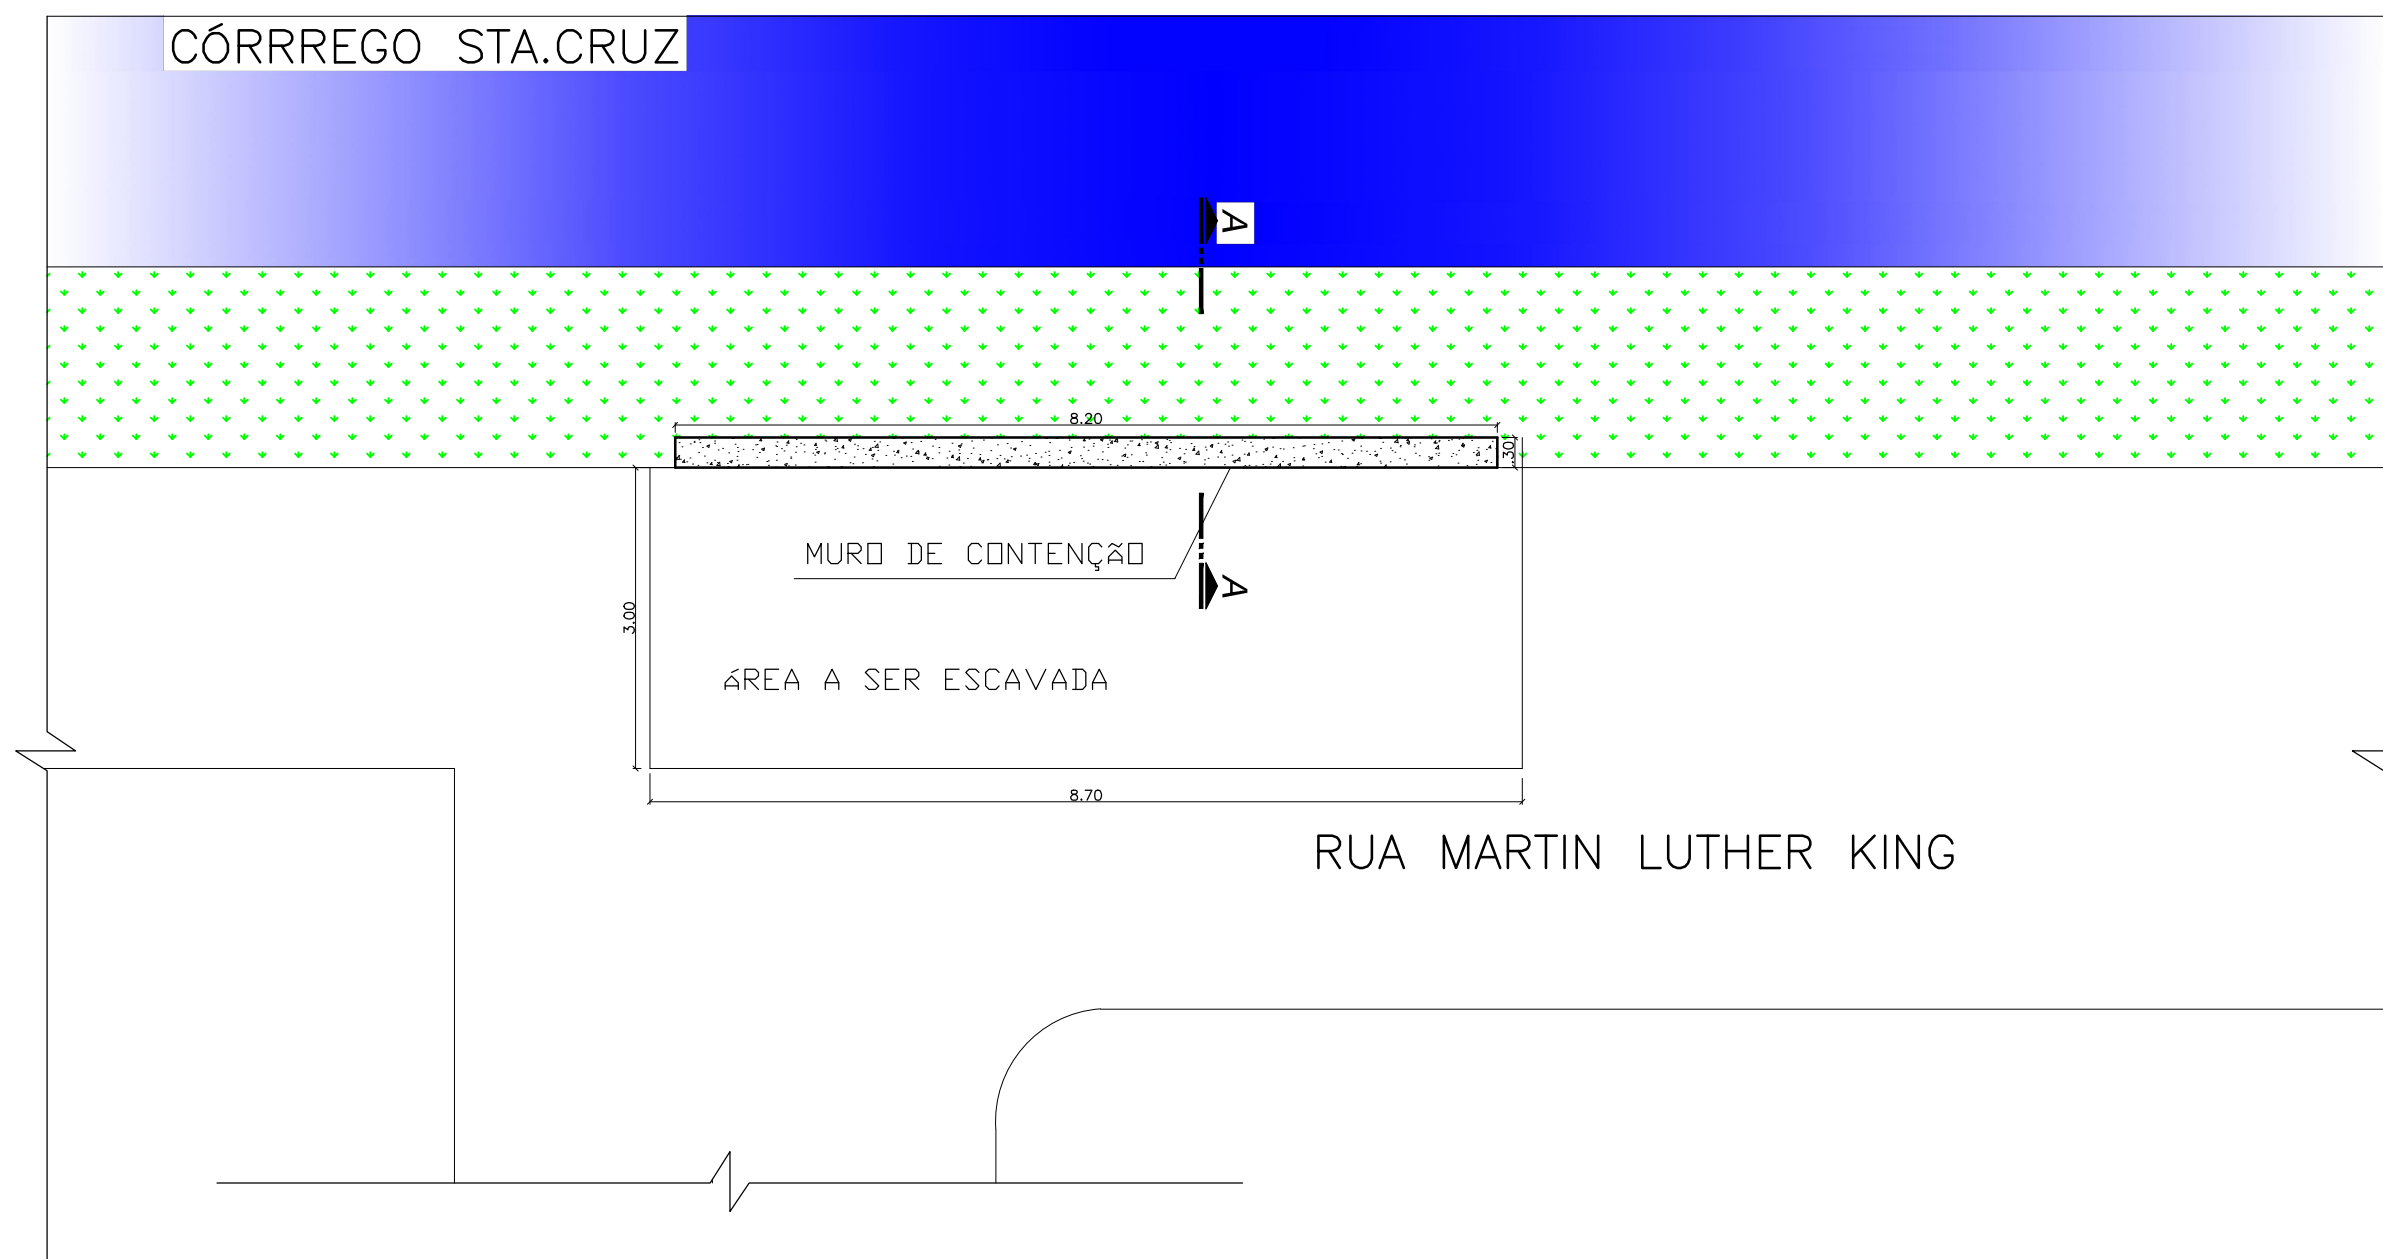 CÓRRREGO STA.CRUZ
A
8.20
.30
MURO DE CONTENÇÃO
A
3.00
áREA A SER ESCAVADA
8.70
RUA MARTIN LUTHER KING